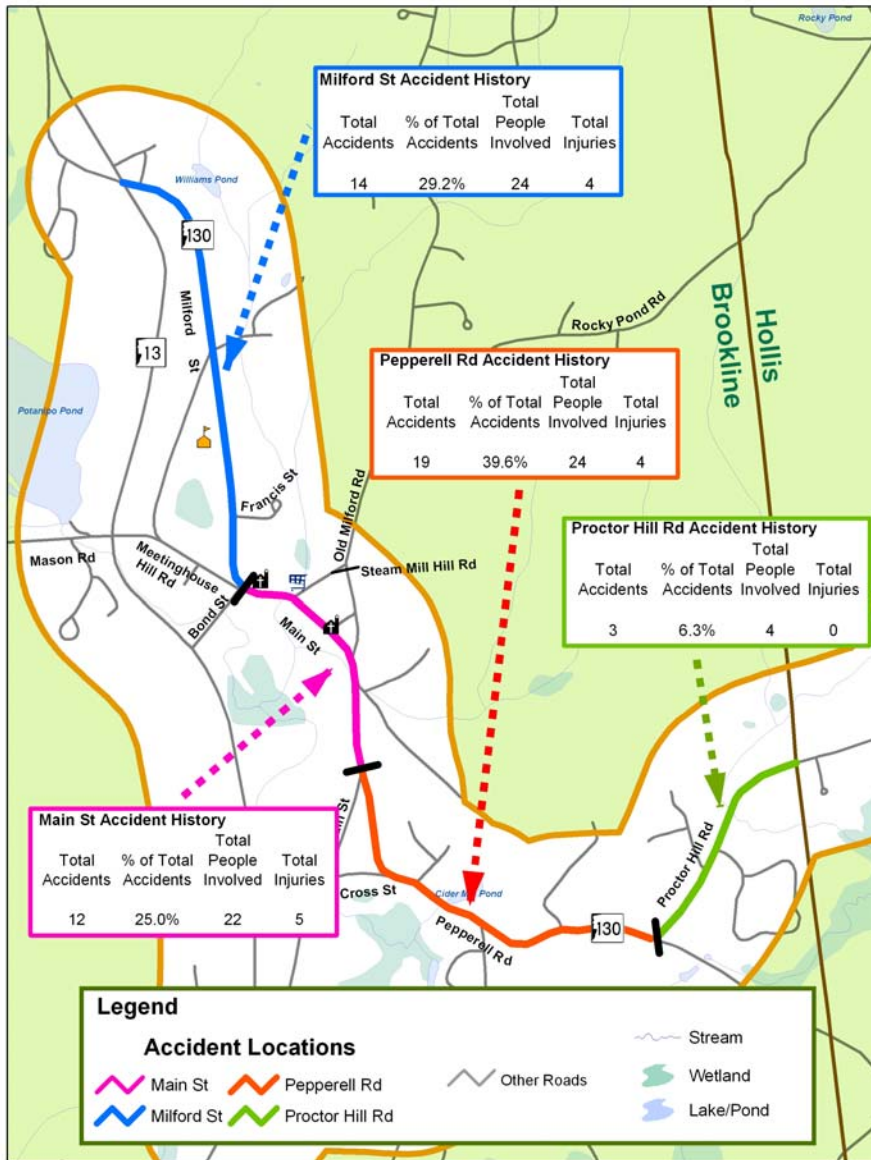 Rocky Pond
Milford St Accident History
Total
Total % of Total People Total
Accidents Accidents Involved Injuries
14 29.2% 24 4
Williams Pond
130
Milford St
13
Rocky Pond Rd
Brookline
Hollis
Potanipo Pond
Pepperell Rd Accident History
Total
Total % of Total People Total
Accidents Accidents Involved Injuries
19 39.6% 24 4
Francis St
Old Milford Rd
Mason Rd
Meetinghouse
Hill Rd
Steam Mill Hill Rd
Bond St
Main St
Proctor Hill Rd Accident History
Total
Total % of Total People Total
Accidents Accidents Involved Injuries
3 6.3% 4 0
Main St Accident History
Total
Total % of Total People Total
Accidents Accidents Involved Injuries
12 25.0% 22 5
St
Cross St
Pond
Pepperell Rd
130
Proctor Hill Rd
Legend
Accident Locations
Main St
Pepperell Rd
Milford St
Proctor Hill Rd
Other Roads
Stream
Wetland
Lake/Pond